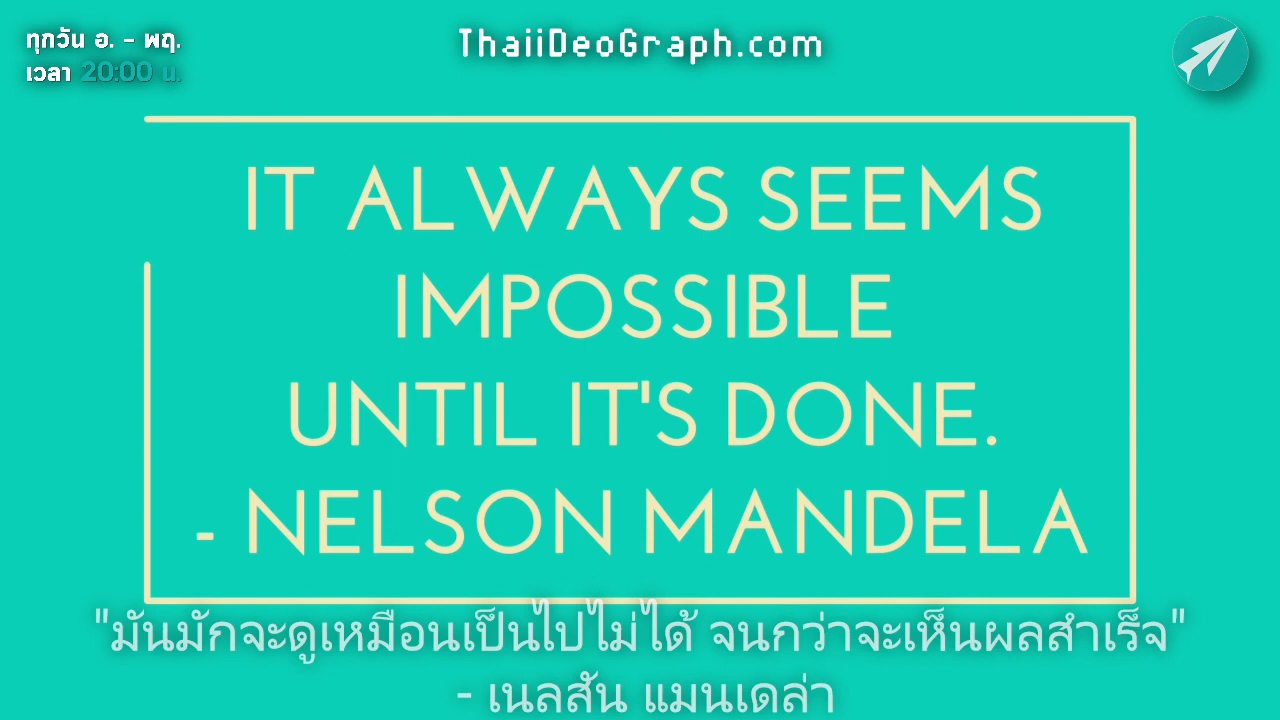 ทุกวัน อ. - พฤ.
เวลา 20:00 น.
ThaiiDeoGraph.com
IT ALWAYS SEEMS
IMPOSSIBLE
UNTIL IT'S DONE.
- NELSON MANDELA
"มันมักจะดูเหมือนเป็นไปไม่ได้ จนกว่าจะเห็นผลสำเร็จ"
- เนลสัน แมนเดล่า